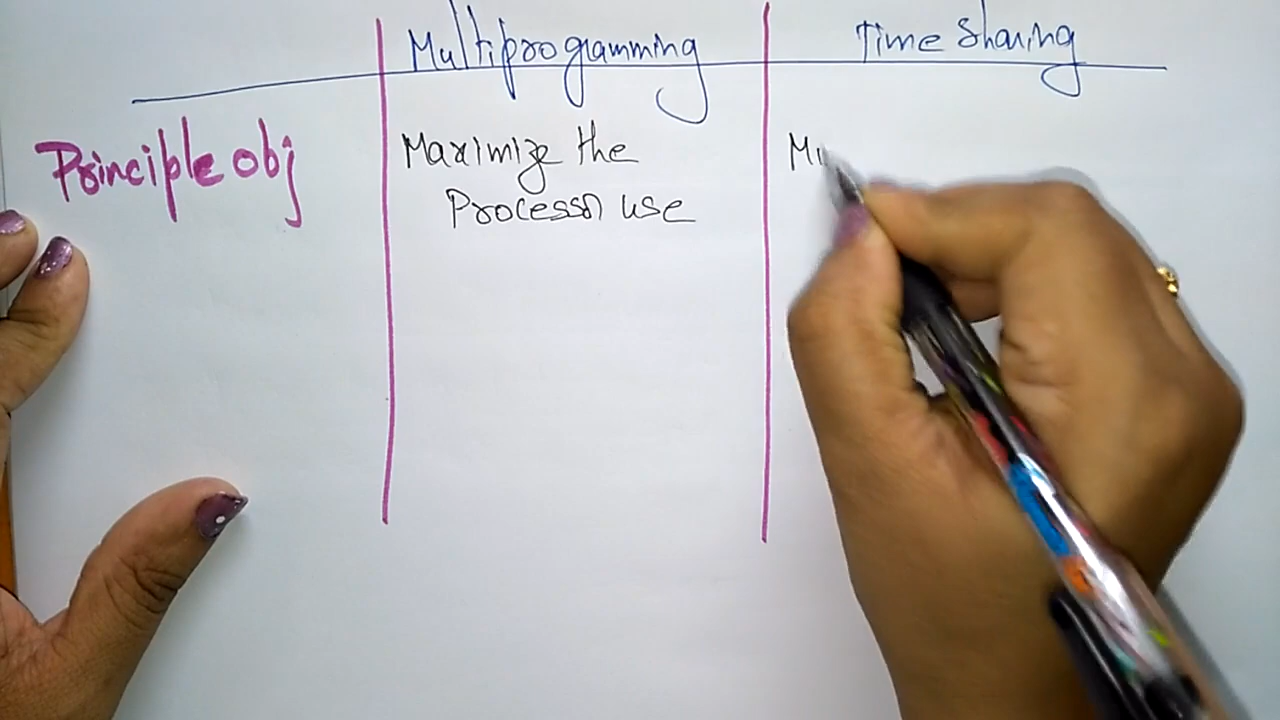 Multiprogramming Time Sharing
Principle obj Maximize the
Processor use